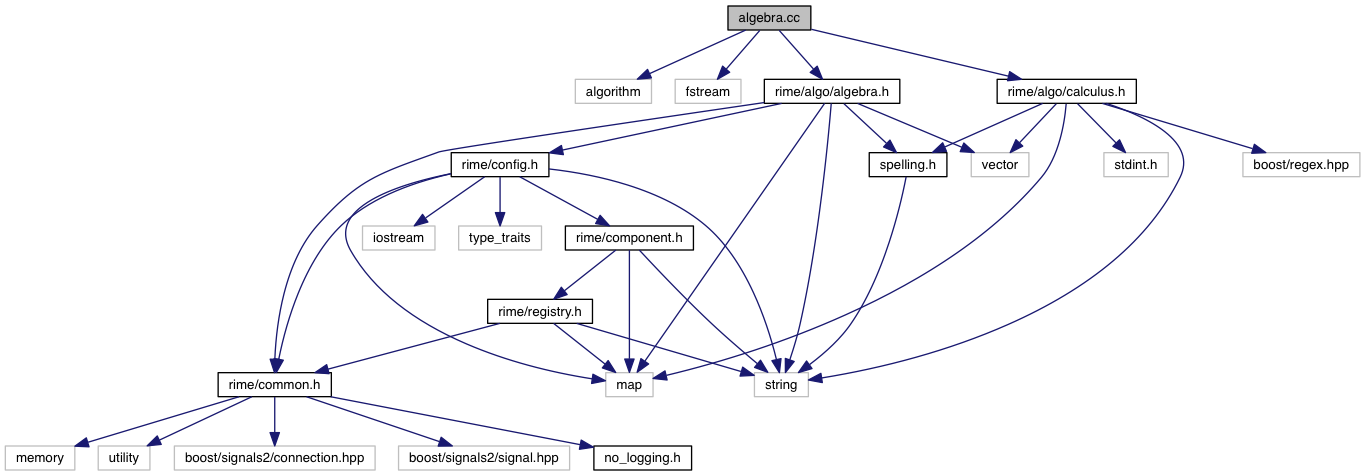 algebra.cc
algorithm
fstream
rime/algo/algebra.h
rime/algo/calculus.h
rime/config.h
spelling.h
vector
stdint.h
boost/regex.hpp
iostream
type_traits
rime/component.h
rime/registry.h
rime/common.h
map
string
memory
utility
boost/signals2/connection.hpp
boost/signals2/signal.hpp
no_logging.h